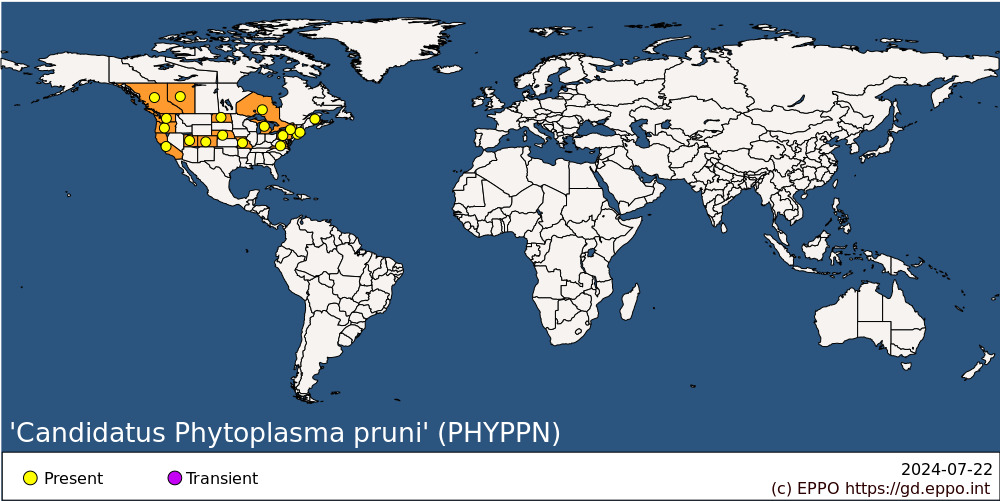 'Candidatus Phytoplasma pruni' (PHYPPN)
Present
Transient
2024-07-22
(c) EPPO https://gd.eppo.int